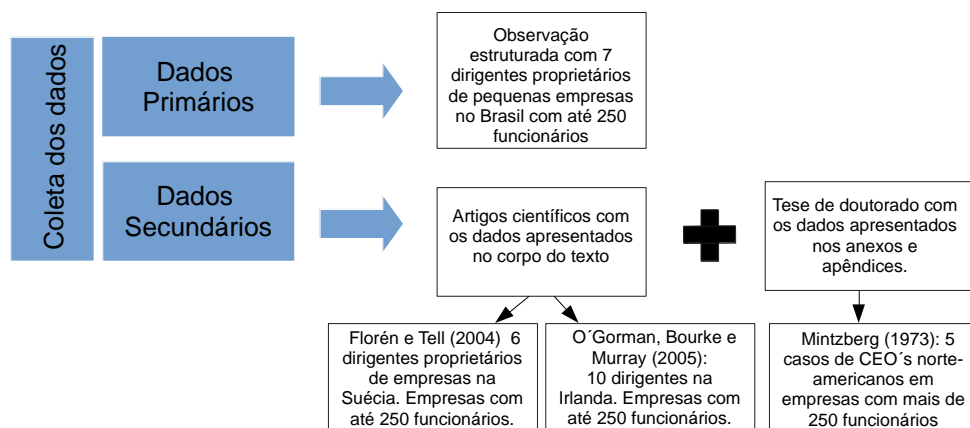 Coleta dos dados
Dados
Primários
Observação
estruturada com 7
dirigentes proprietários
de pequenas empresas
no Brasil com até 250
funcionários
Dados
Secundários
Artigos científicos com
os dados apresentados
no corpo do texto
Tese de doutorado com
os dados apresentados
nos anexos e
apêndices.
Florén e Tell (2004) 6
dirigentes proprietários
de empresas na
Suécia. Empresas com
até 250 funcionários.
O´Gorman, Bourke e
Murray (2005):
10 dirigentes na
Irlanda. Empresas com
até 250 funcionários.
Mintzberg (1973): 5
casos de CEO´s norte-
americanos em
empresas com mais de
250 funcionários